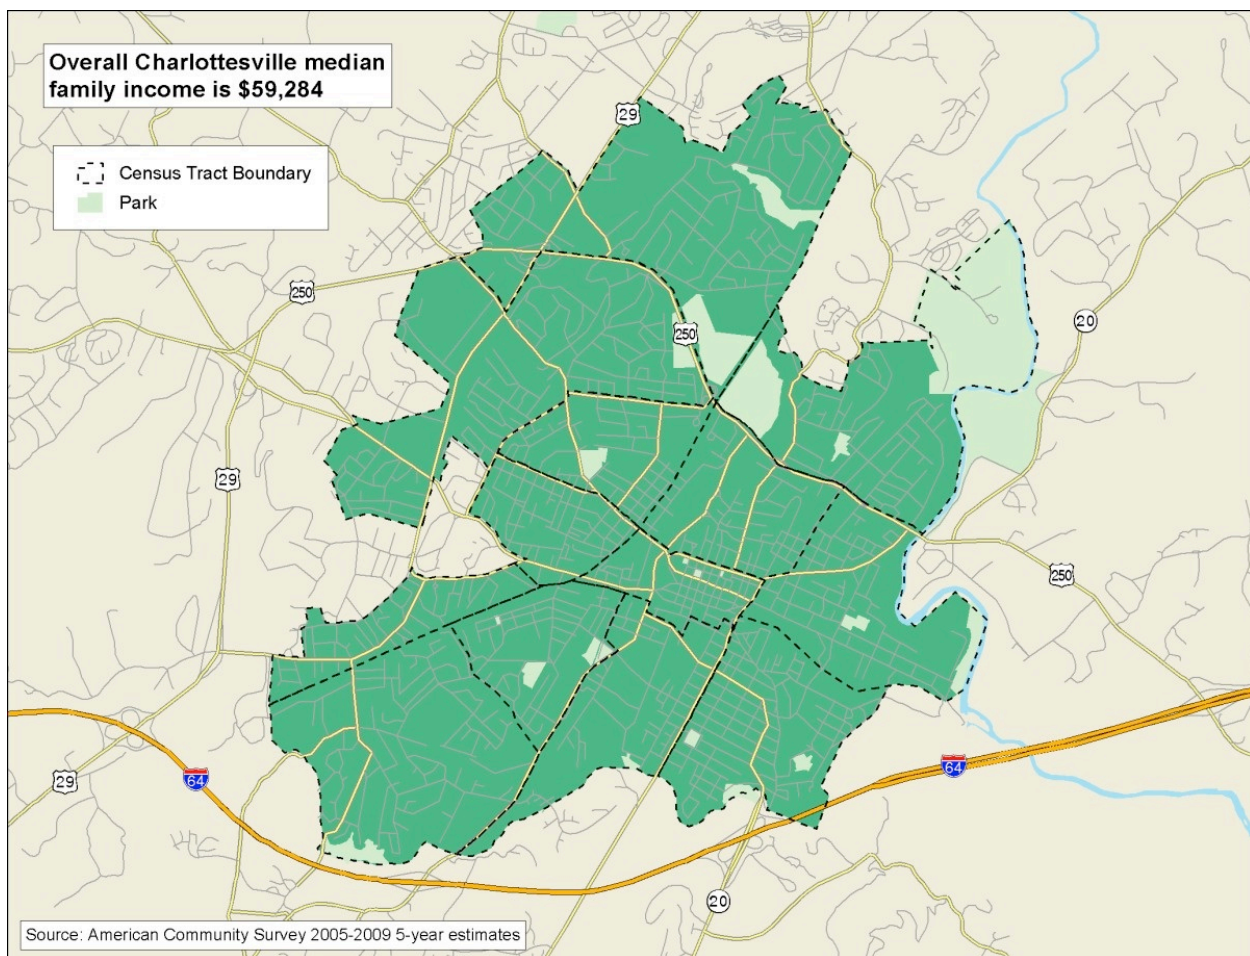 Overall Charlottesville median
family income is $59,284
29
Census Tract Boundary
Park
250
250
20
29
250
64
64
29
20
Source: American Community Survey 2005-2009 5-year estimates